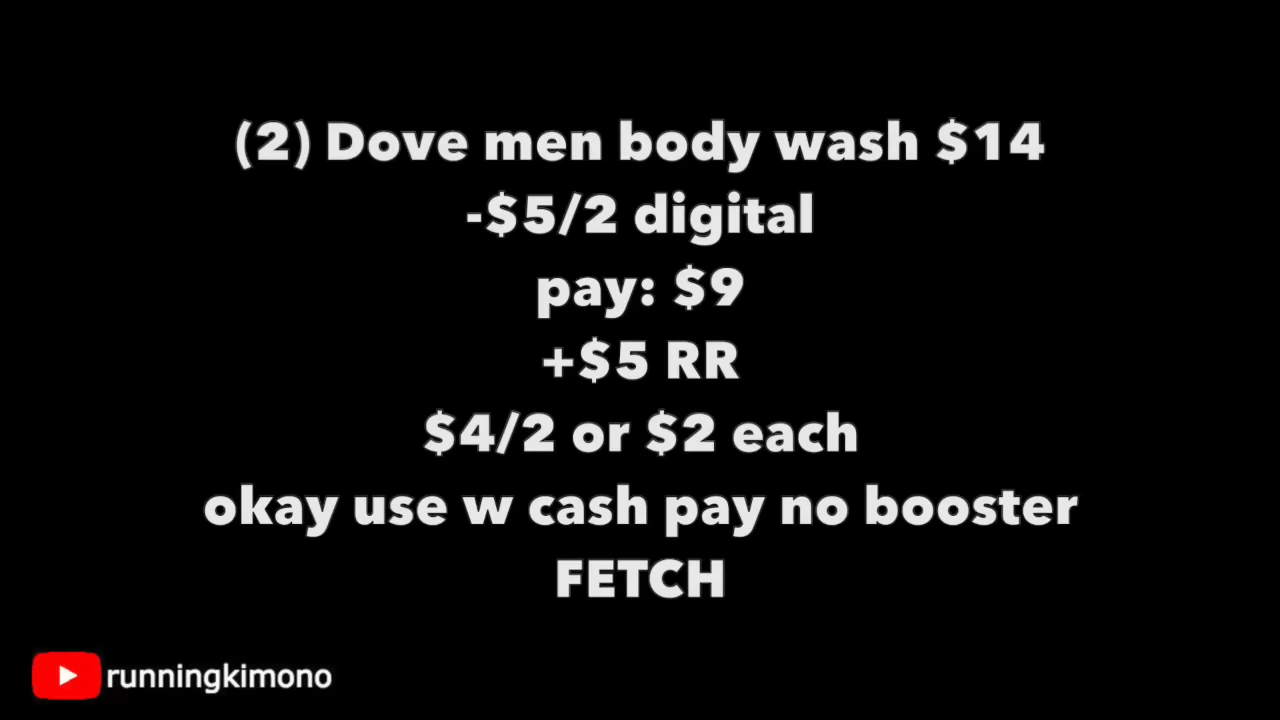 (2) Dove men body wash $14
-$5/2 digital
pay: $9
+$5 RR
$4/2 or $2 each
okay use w cash pay no booster
FETCH
runningkimono